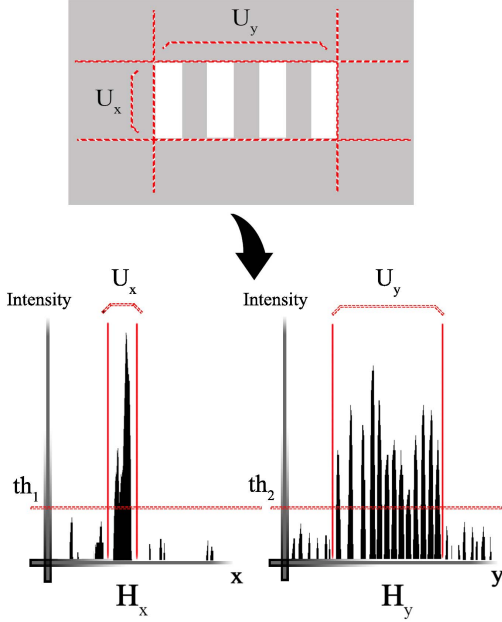 U_y
U_x
U_x
U_y
Intensity
Intensity
th_1
th_2
x
y
H_x
H_y